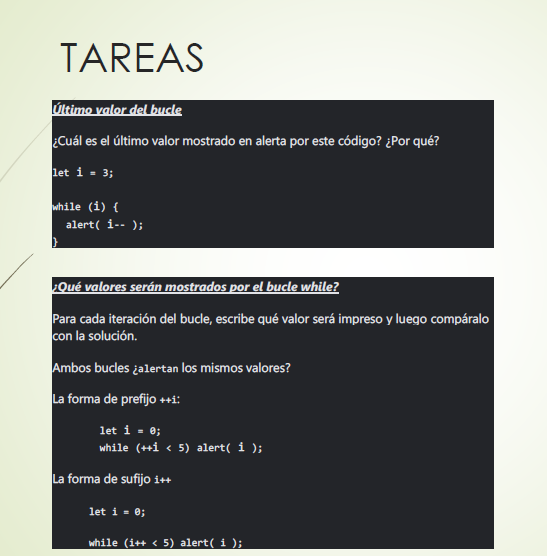 TAREAS
Último valor del bucle
¿Cuál es el último valor mostrado en alerta por este código? ¿Por qué?
let i = 3;
while (i) {
alert( i-- );
}
¿Qué valores serán mostrados por el bucle while?
Para cada iteración del bucle, escribe qué valor será impreso y luego compáralo
con la solución.
Ambos bucles ¿alertan los mismos valores?
La forma de prefijo ++i:
let i = 0;
while (++i < 5) alert( i );
La forma de sufijo i++
let i = 0;
while (i++ < 5) alert( i );